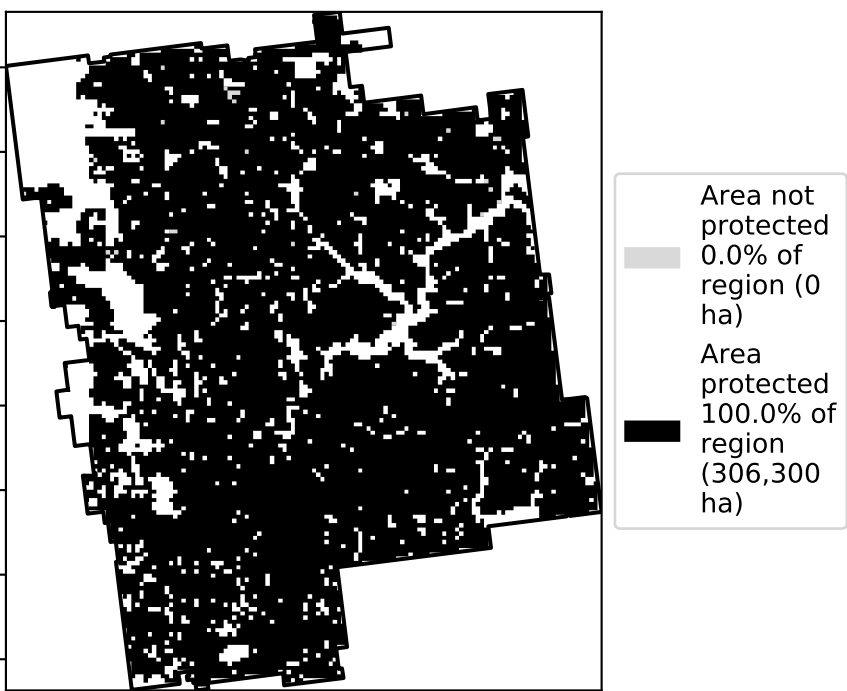 Area not
protected
0.0% of
region (0
ha)
Area
protected
100.0% of
region
(306,300
ha)